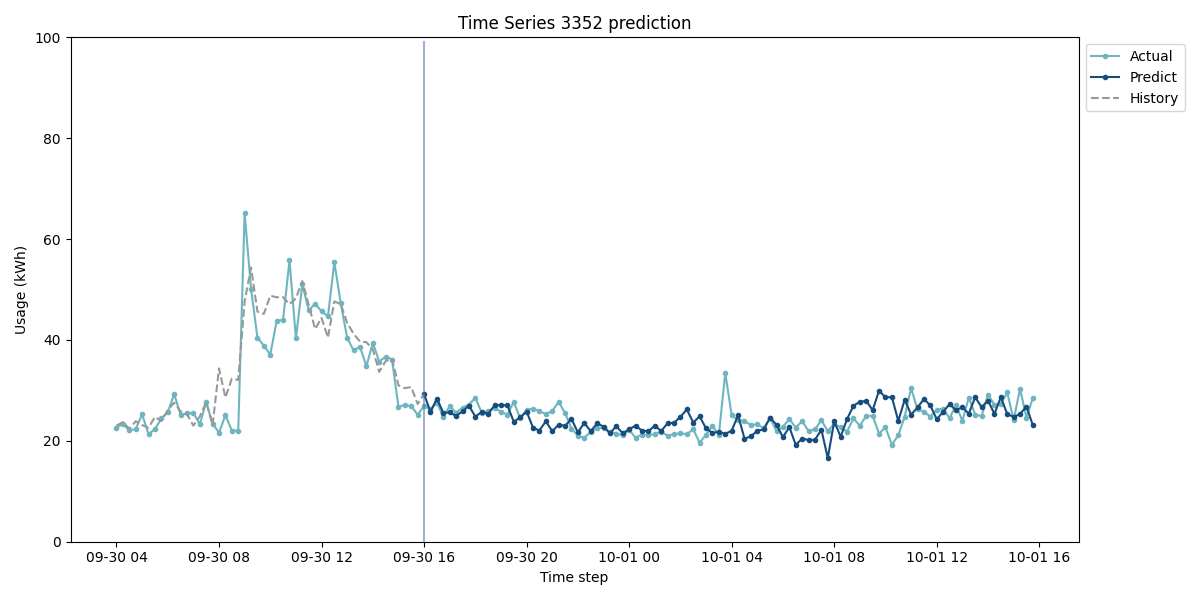 Time Series 3352 prediction
Usage (kWh)
100
80
60
40
20
0
09-30 04
09-30 08
09-30 12
09-30 16
09-30 20
10-01 00
10-01 04
10-01 08
10-01 12
10-01 16
Time step
Actual
Predict
History